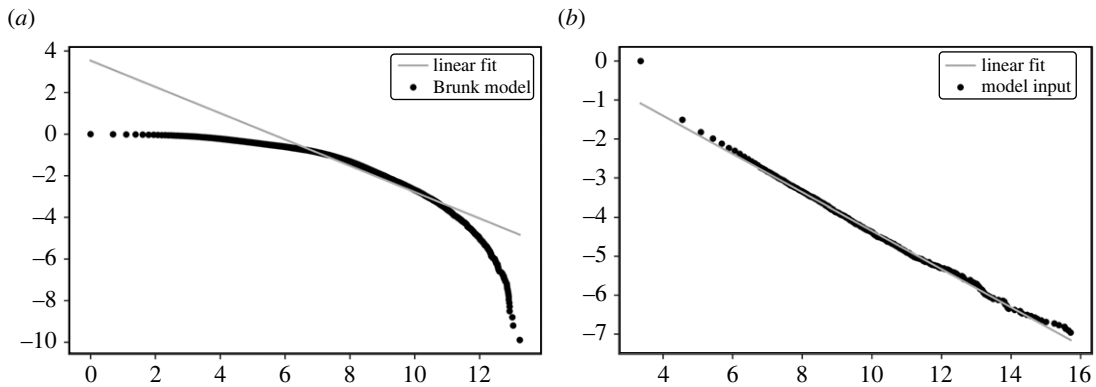 (a)
(b)
4
2
0
–2
–4
–6
–8
–10
linear fit
Brunk model
0 2 4 6 8 10 12
0
–1
–2
–3
–4
–5
–6
–7
linear fit
model input
4 6 8 10 12 14 16